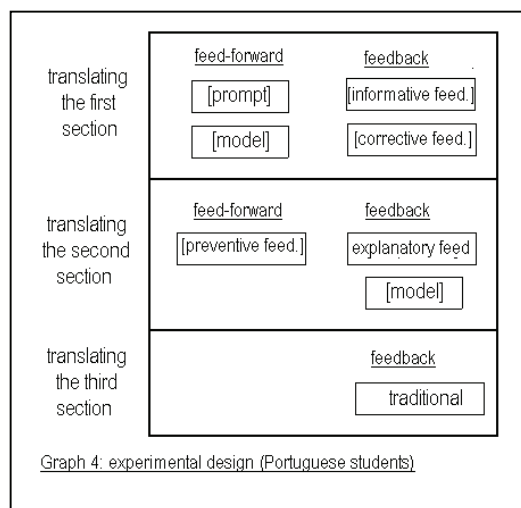 translating
the first
section
feed-forward
[prompt]
[model]
feedback
[informative feed.]
[corrective feed.]
translating
the second
section
feed-forward
[preventive feed.]
feedback
explanatory feed
[model]
translating
the third
section
feedback
traditional
Graph 4: experimental design (Portuguese students)